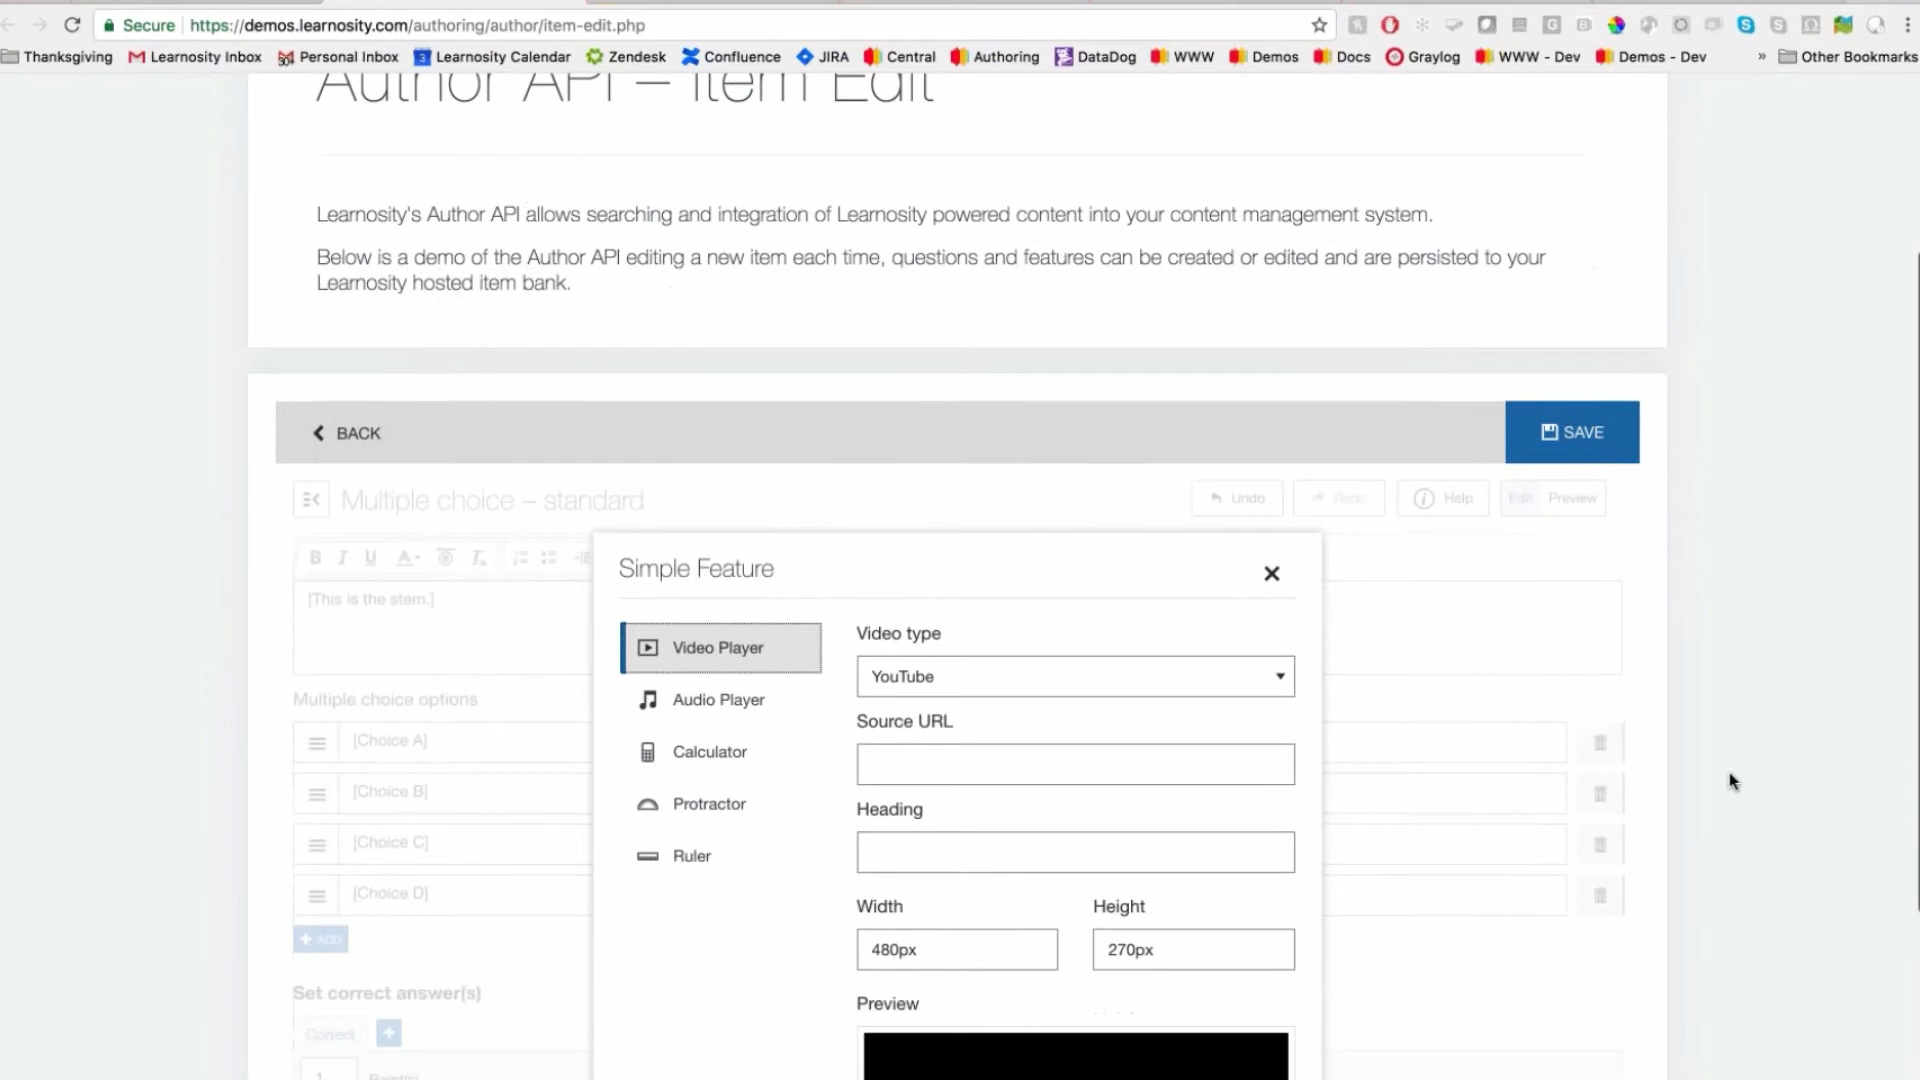 Secure https://demos.learnosity.com/authoring/author/item-edit.php
Thanksgiving Learnosity Inbox Personal Inbox Learnosity Calendar Zendesk Confluence JIRA Central Authoring DataDog WWW Demos Docs Graylog WWW - Dev Demos - Dev » Other Bookmarks
Author API – Item Edit
Learnosity's Author API allows searching and integration of Learnosity powered content into your content management system.
Below is a demo of the Author API editing a new item each time, questions and features can be created or edited and are persisted to your
Learnosity hosted item bank.
BACK
SAVE
Multiple choice – standard
Undo Redo Help Edit Preview
Simple Feature
[This is the stem.]
Video Player
Audio Player
Calculator
Protractor
Ruler
Video type
YouTube
Source URL
Heading
Width Height
480px 270px
Preview
Multiple choice options
[Choice A]
[Choice B]
[Choice C]
[Choice D]
+ ADD
Set correct answer(s)
Correct +
1 Point(s)